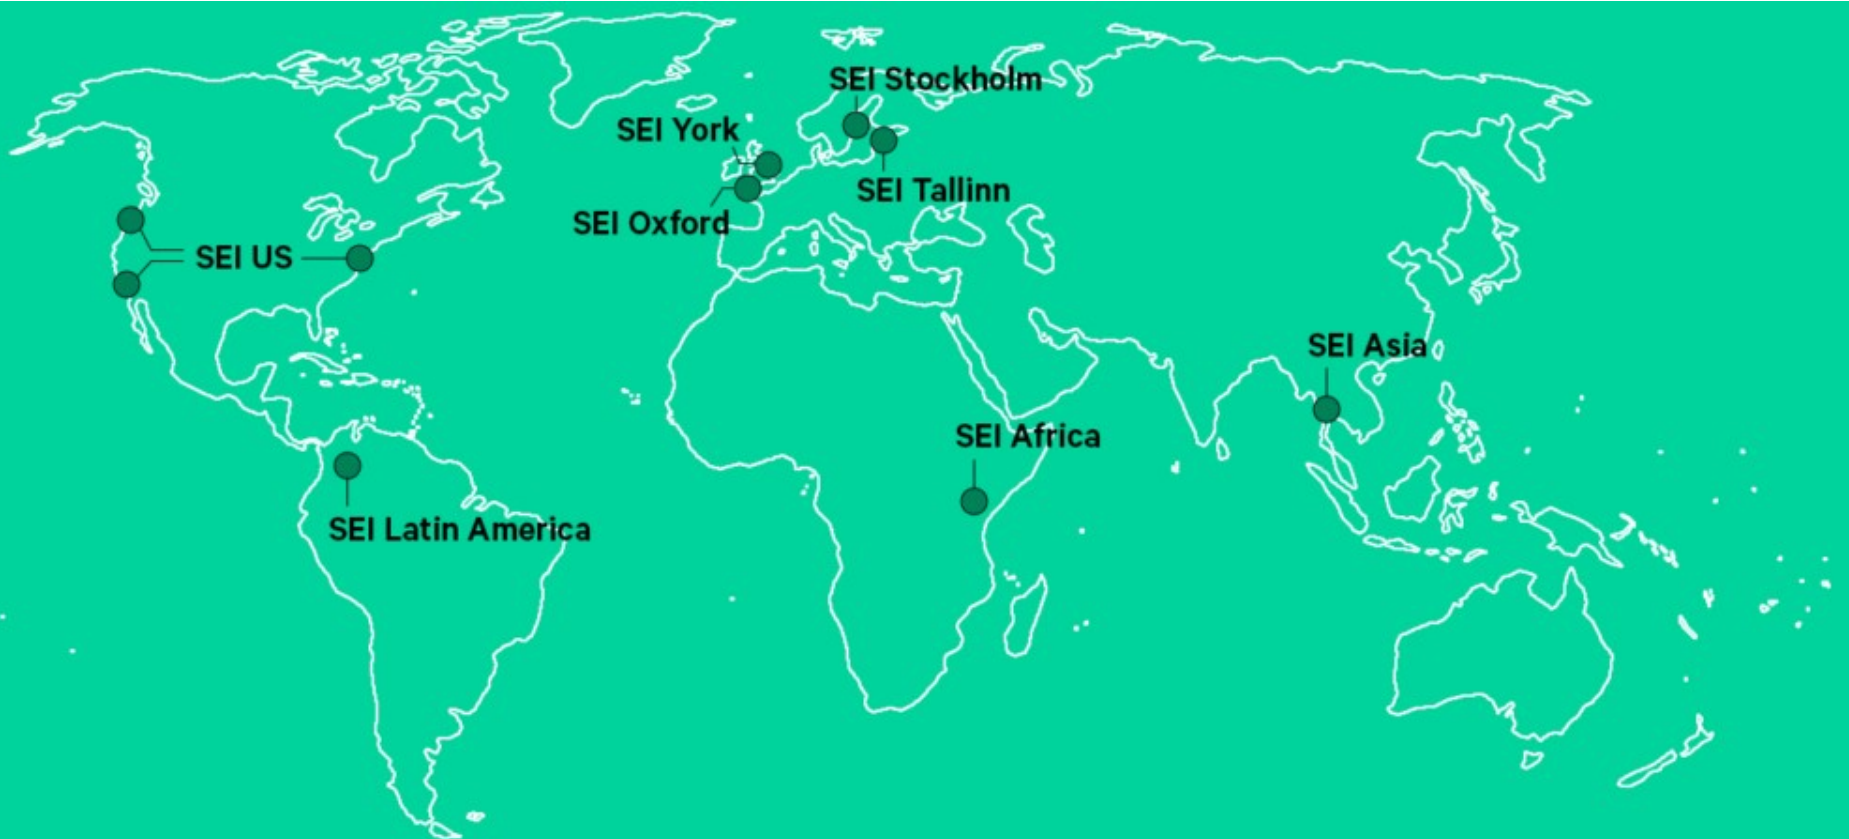 SEI Stockholm
SEI York
SEI Tallinn
SEI Oxford
SEI US
SEI Asia
SEI Africa
SEI Latin America